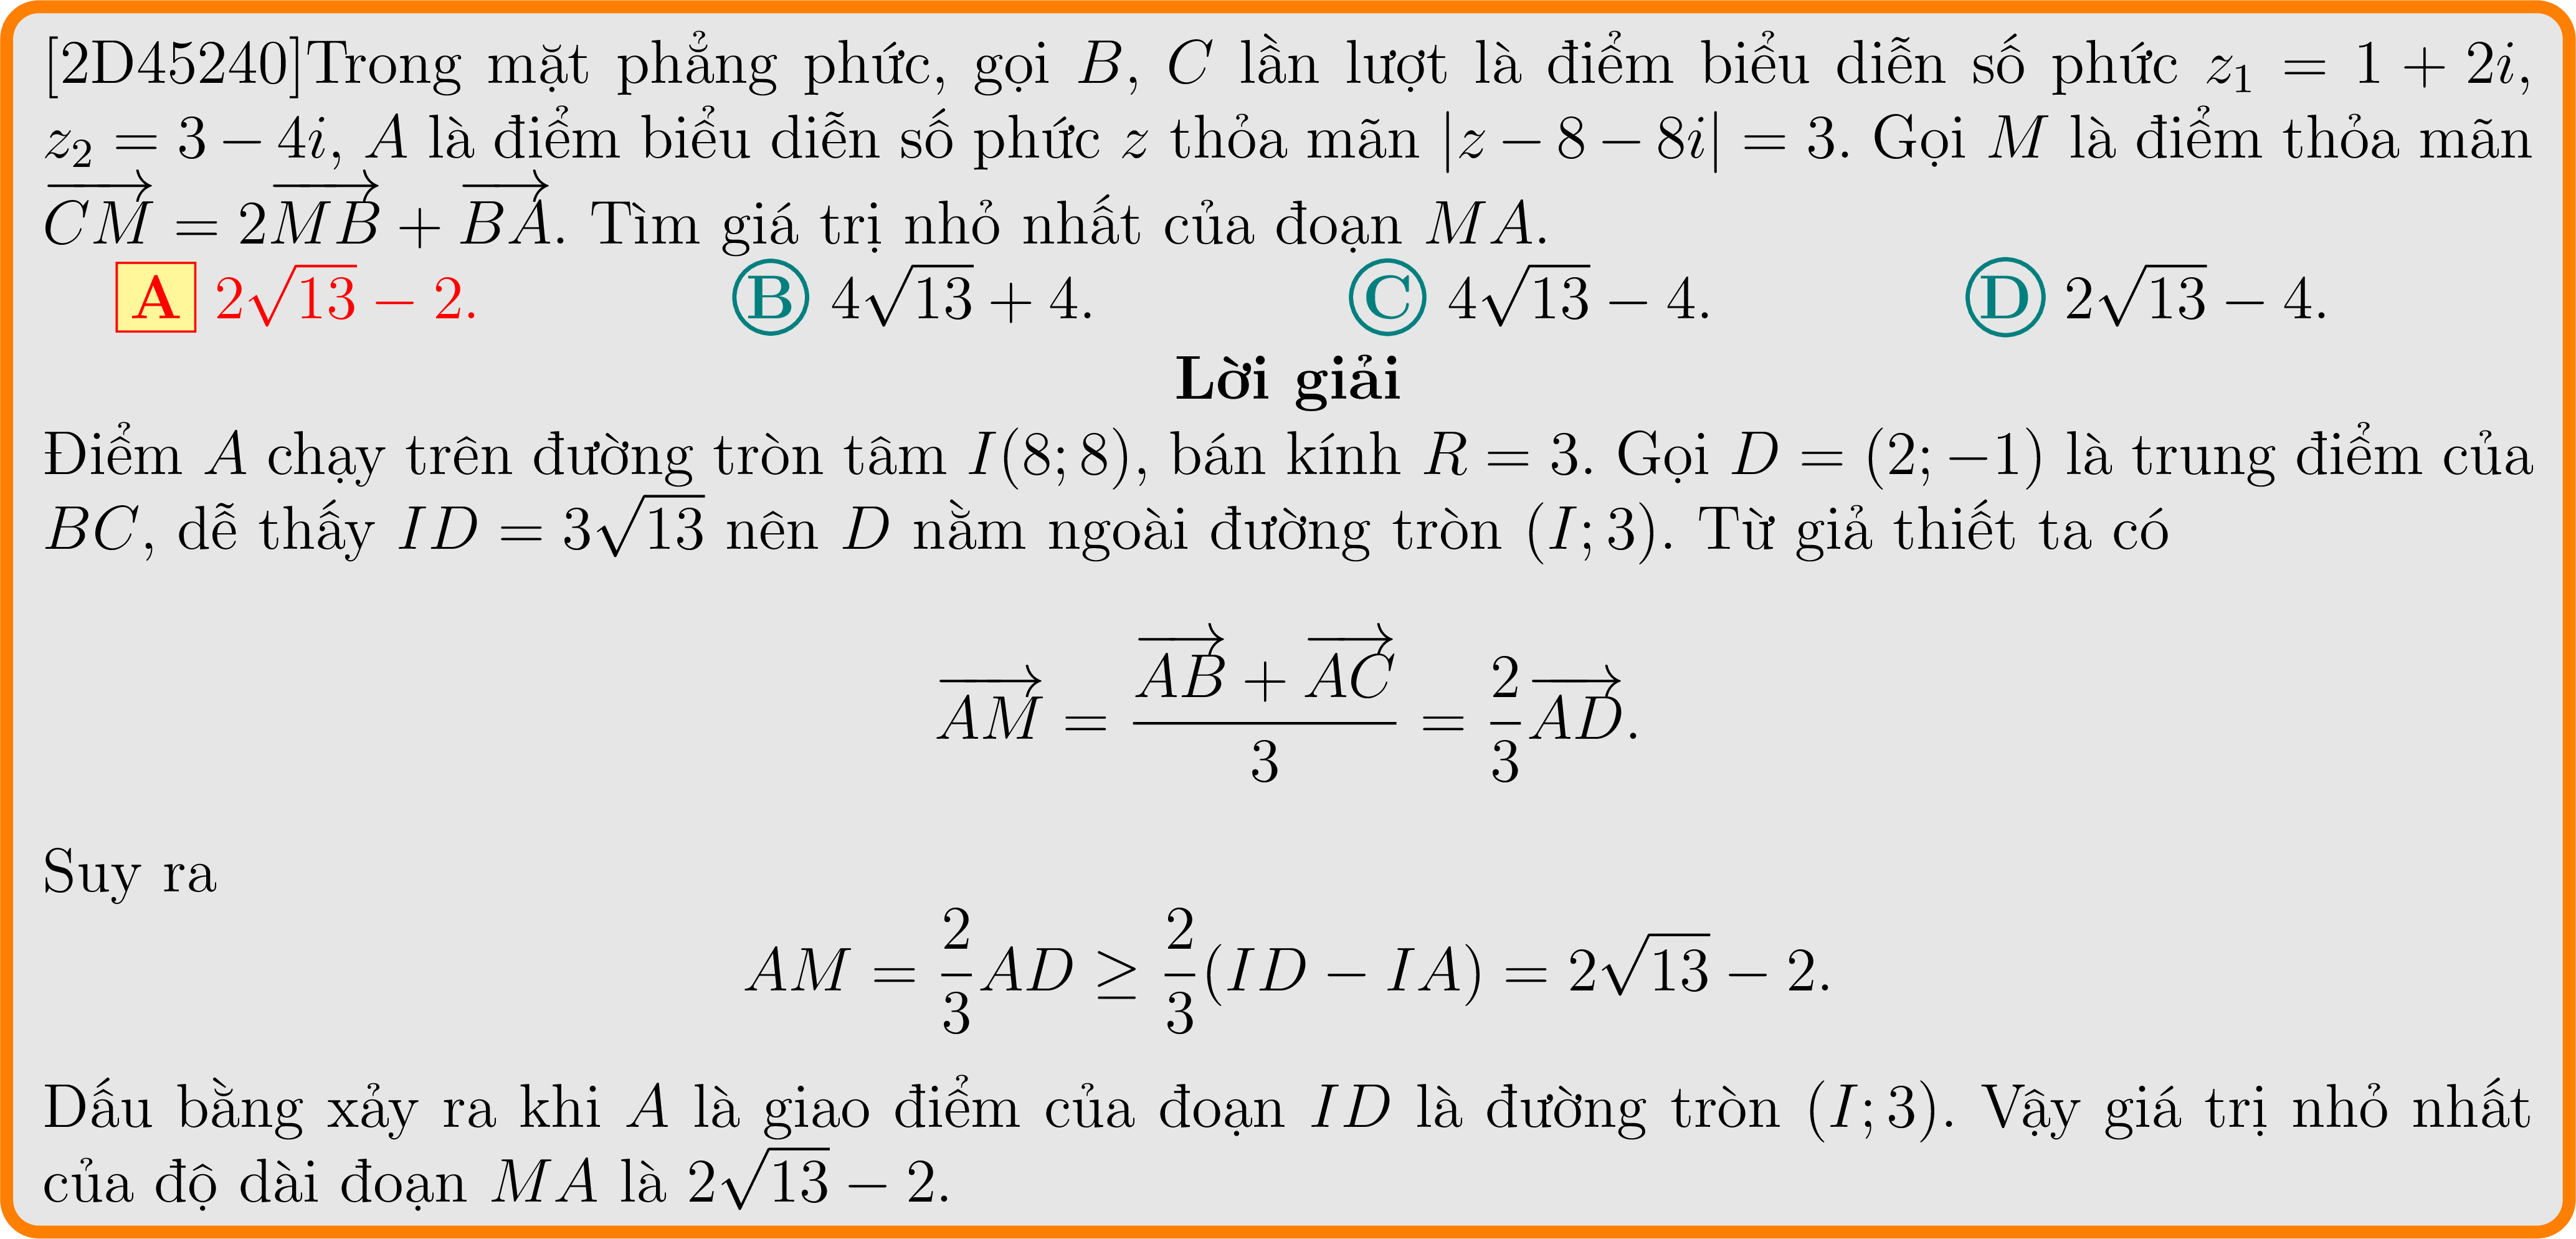 [2D45240]Trong mặt phẳng phức, gọi B, C lần lượt là điểm biểu diễn số phức z₁ = 1 + 2i,
z₂ = 3 − 4i, A là điểm biểu diễn số phức z thỏa mãn |z − 8 − 8i| = 3. Gọi M là điểm thỏa mãn
$\overrightarrow{CM} = 2\overrightarrow{MB} + \overrightarrow{BA}$. Tìm giá trị nhỏ nhất của đoạn MA.
A 2√13 − 2. B 4√13 + 4. C 4√13 − 4. D 2√13 − 4.
Lời giải
Điểm A chạy trên đường tròn tâm I(8; 8), bán kính R = 3. Gọi D = (2; −1) là trung điểm của
BC, dễ thấy ID = 3√13 nên D nằm ngoài đường tròn (I; 3). Từ giả thiết ta có
$\overrightarrow{AM} = \frac{\overrightarrow{AB} + \overrightarrow{AC}}{3} = \frac{2}{3}\overrightarrow{AD}.$
Suy ra
$AM = \frac{2}{3}AD \geq \frac{2}{3}(ID - IA) = 2\sqrt{13} - 2.$
Dấu bằng xảy ra khi A là giao điểm của đoạn ID là đường tròn (I; 3). Vậy giá trị nhỏ nhất
của độ dài đoạn MA là 2√13 − 2.